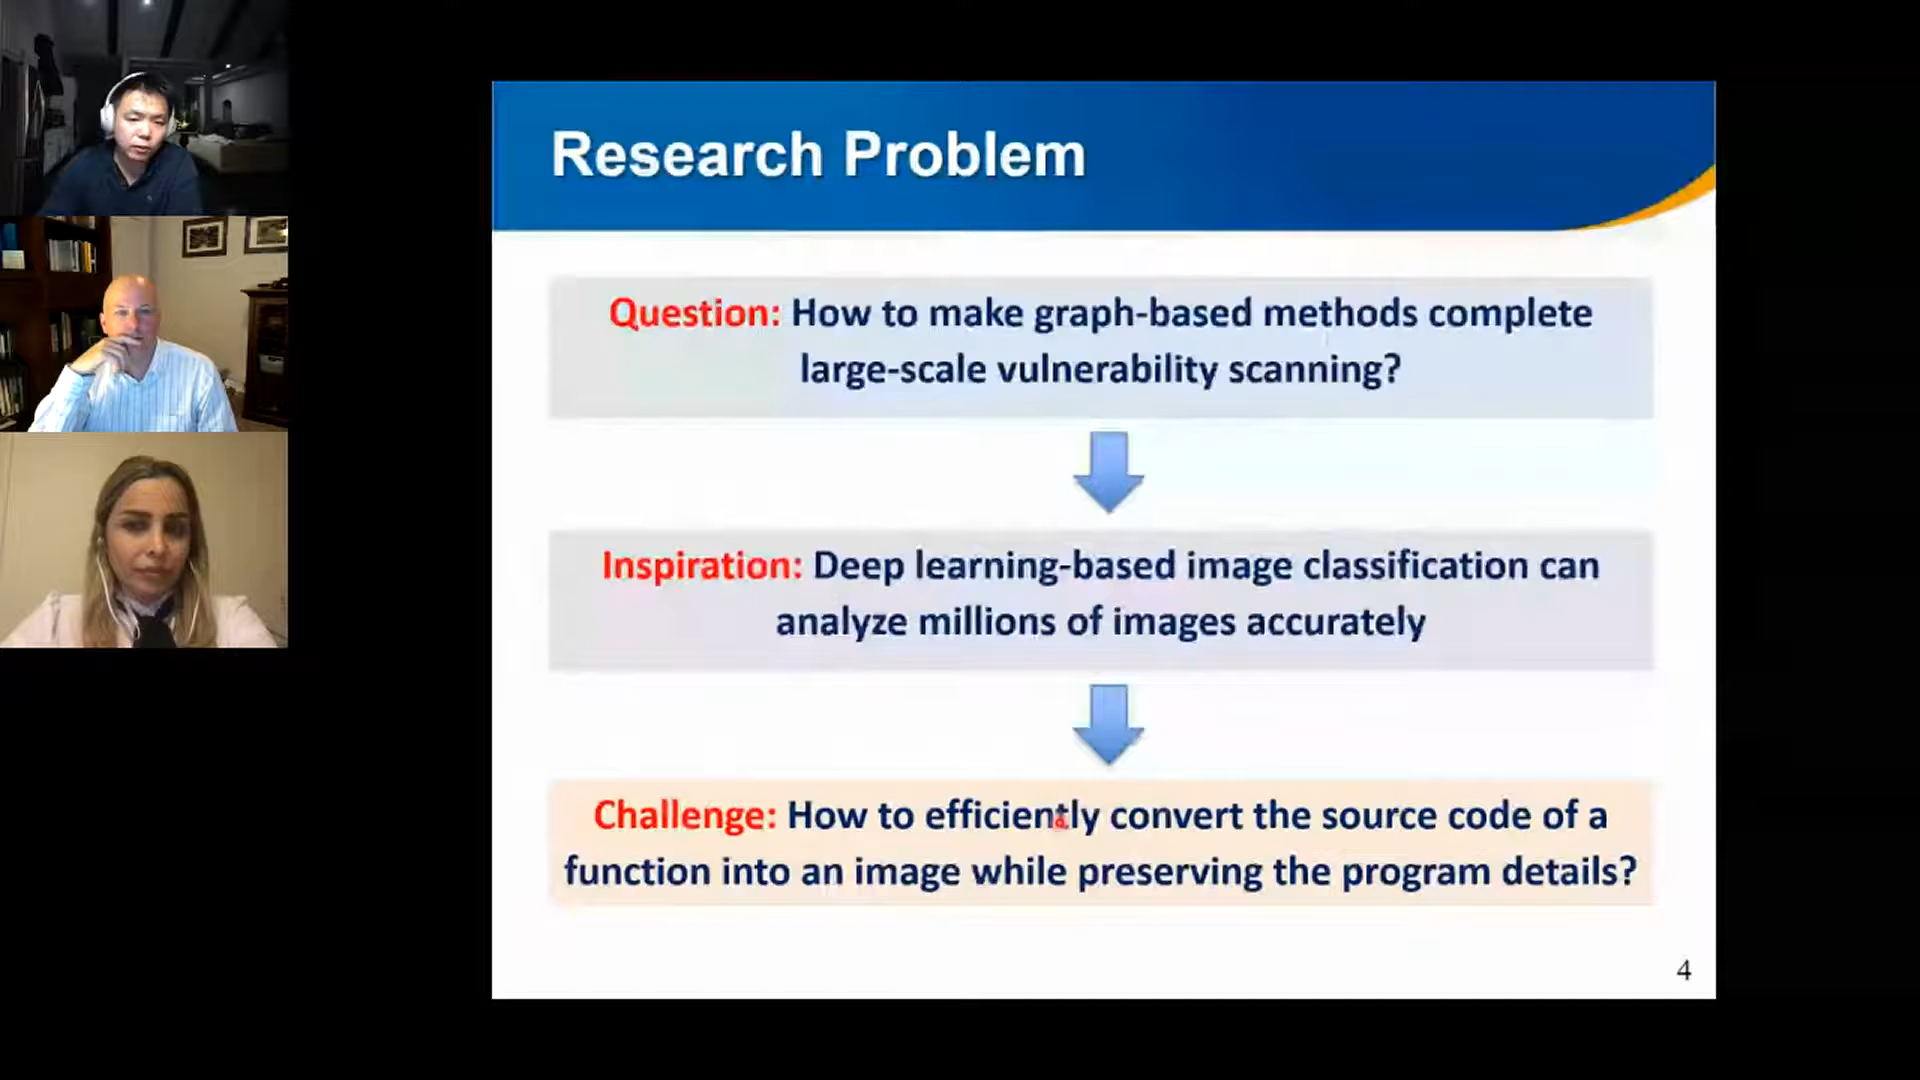 Research Problem
Question: How to make graph-based methods complete
large-scale vulnerability scanning?
Inspiration: Deep learning-based image classification can
analyze millions of images accurately
Challenge: How to efficiently convert the source code of a
function into an image while preserving the program details?
4